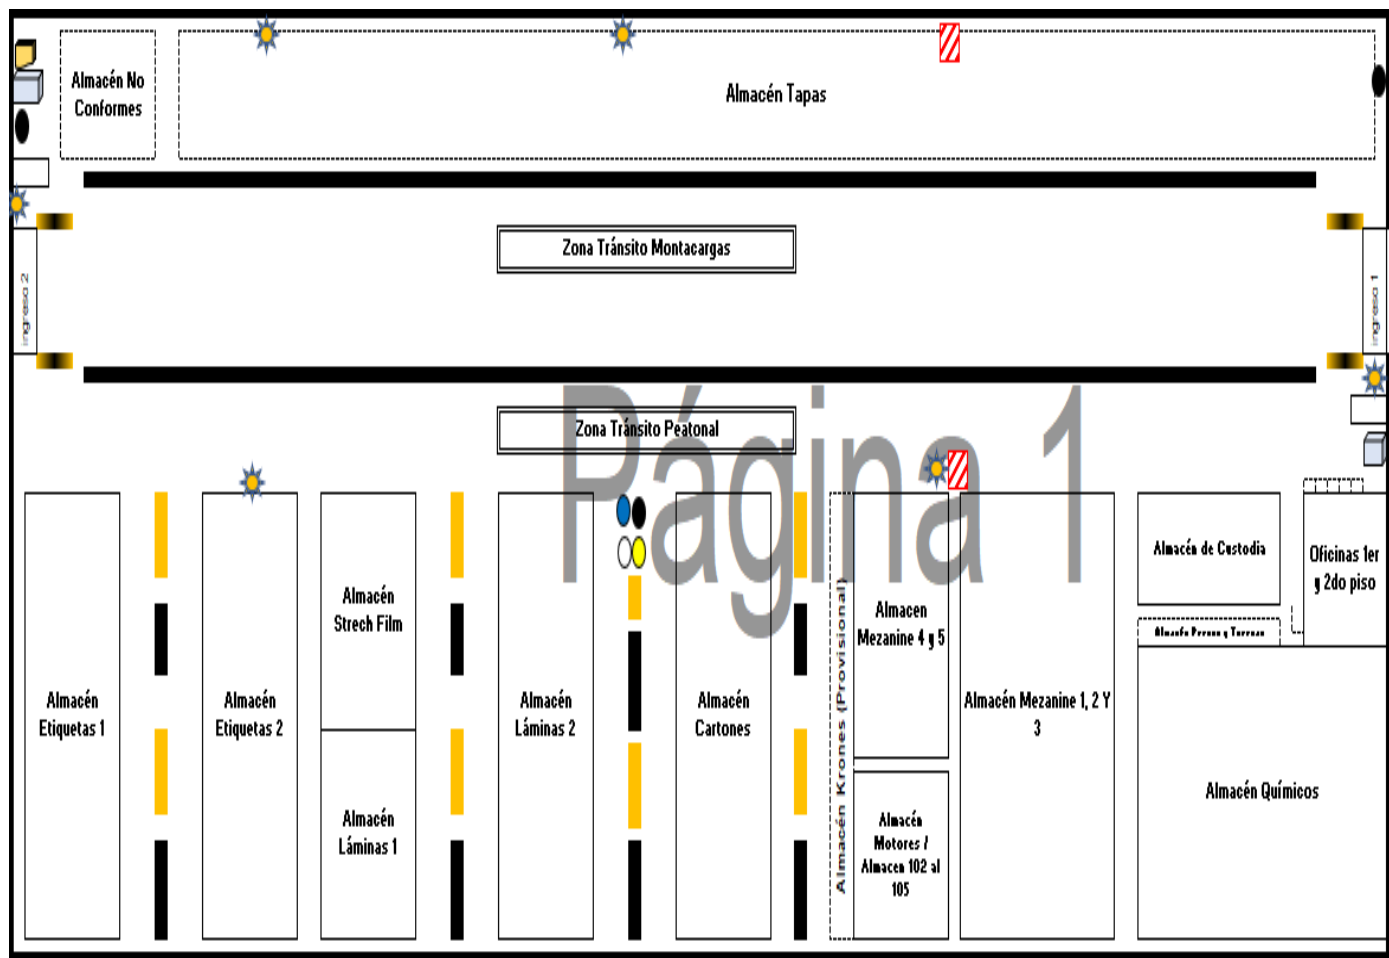 Almacén No
Conformes
Almacén Tapas
Zona Tránsito Montacargas
ingreso 2
ingreso 1
Zona Tránsito Peatonal
Página 1
Almacén
Etiquetas 1
Almacén
Etiquetas 2
Almacén
Strech Film
Almacén
Láminas 1
Almacén
Láminas 2
Almacén
Cartones
Almacén Krones (Provisional)
Almacen
Mezanine 4 y 5
Almacén
Motores /
Almacen 102 al
105
Almacén Mezanine 1, 2 Y
3
Almacén de Custodia
Oficinas 1er
y 2do piso
Almacén Químicos